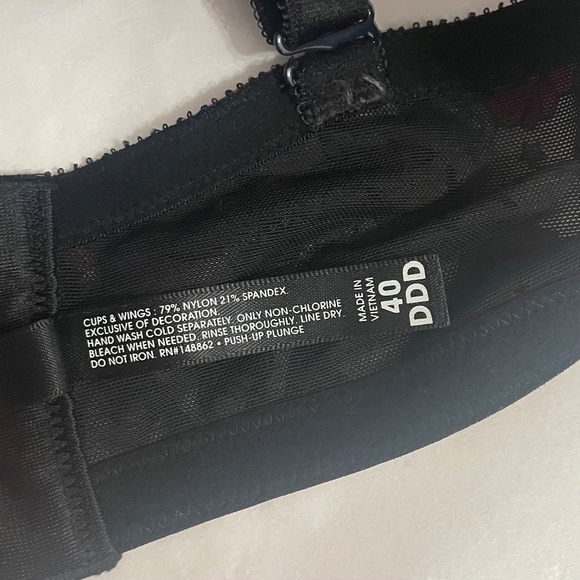 CUPS & WINGS : 79% NYLON 21% SPANDEX.
EXCLUSIVE OF DECORATION.
HAND WASH COLD SEPARATELY. ONLY NON-CHLORINE
BLEACH WHEN NEEDED. RINSE THOROUGHLY. LINE DRY.
DO NOT IRON. RN#148862 • PUSH-UP PLUNGE
MADE IN
VIETNAM
40
DDD